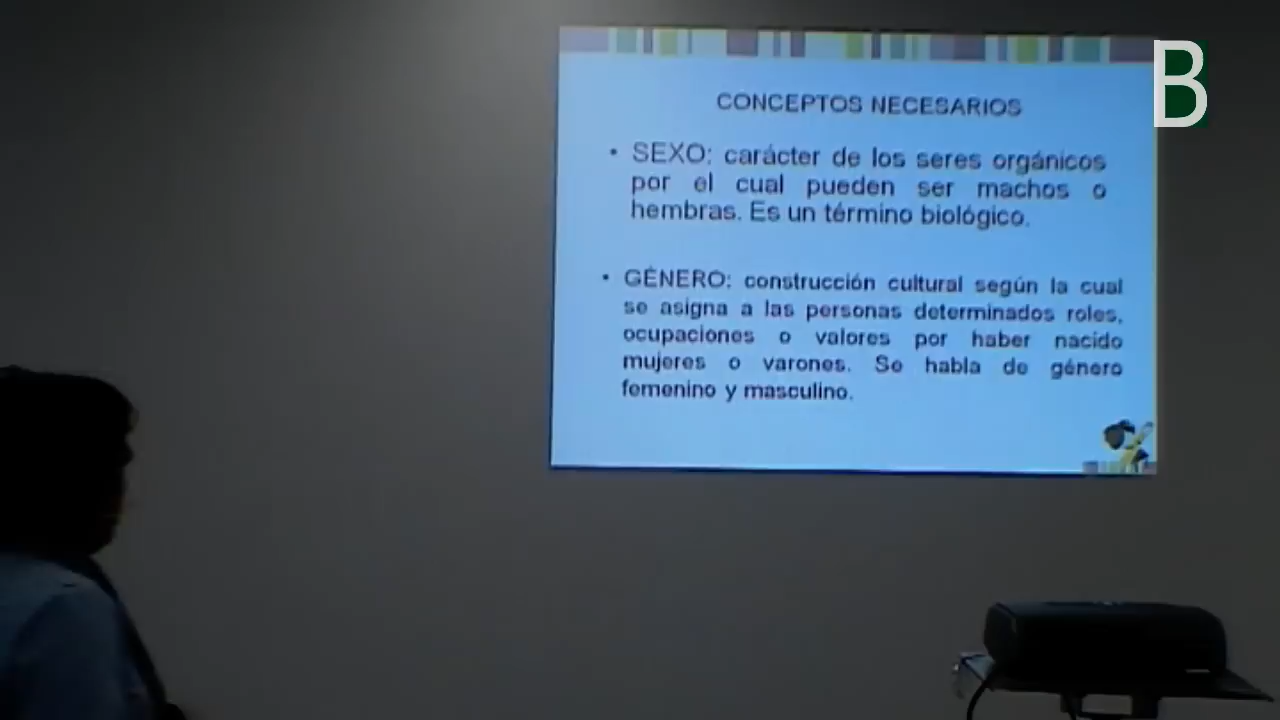 B
CONCEPTOS NECESARIOS
• SEXO: carácter de los seres orgánicos
por el cual pueden ser machos o
hembras. Es un término biológico.
• GÉNERO: construcción cultural según la cual
se asigna a las personas determinados roles,
ocupaciones o valores por haber nacido
mujeres o varones. Se habla de género
femenino y masculino.